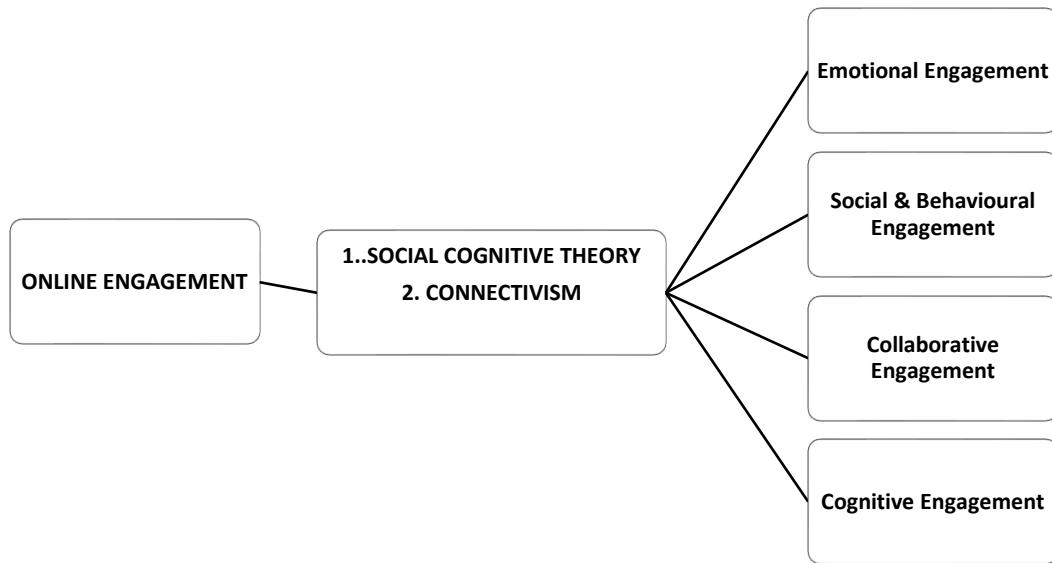 ONLINE ENGAGEMENT
1..SOCIAL COGNITIVE THEORY
2. CONNECTIVISM
Emotional Engagement
Social & Behavioural
Engagement
Collaborative
Engagement
Cognitive Engagement